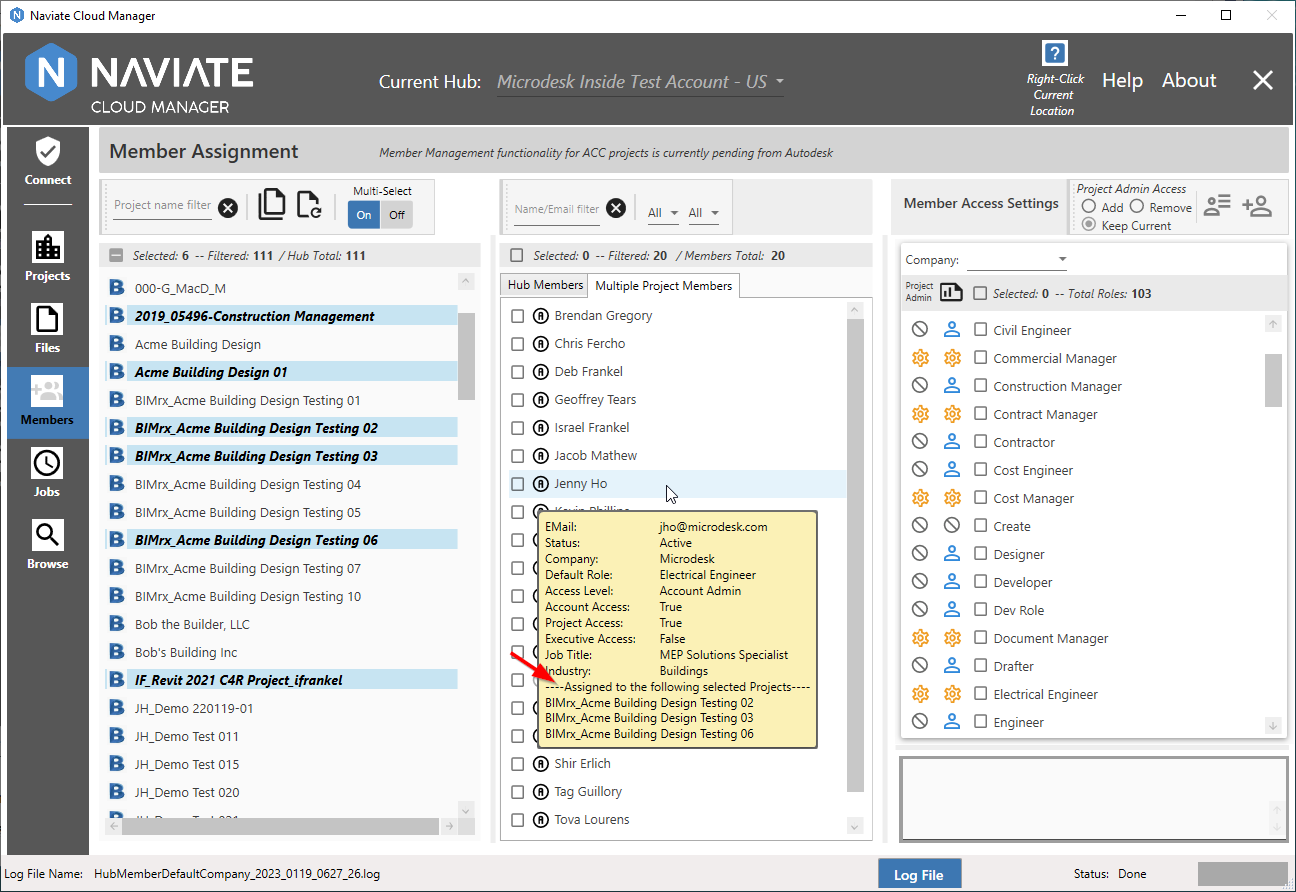 Naviate Cloud Manager
NAVIATE
CLOUD MANAGER
Current Hub: Microdesk Inside Test Account - US
?
Right-Click
Current
Location
Help
About
Connect
Projects
Files
Members
Jobs
Browse
Member Assignment
Member Management functionality for ACC projects is currently pending from Autodesk
Project name filter
Multi-Select
On Off
Selected: 6 -- Filtered: 111 / Hub Total: 111
000-G_MacD_M
2019_05496-Construction Management
Acme Building Design
Acme Building Design 01
BIMrx_Acme Building Design Testing 01
BIMrx_Acme Building Design Testing 02
BIMrx_Acme Building Design Testing 03
BIMrx_Acme Building Design Testing 04
BIMrx_Acme Building Design Testing 05
BIMrx_Acme Building Design Testing 06
BIMrx_Acme Building Design Testing 07
BIMrx_Acme Building Design Testing 10
Bob the Builder, LLC
Bob's Building Inc
IF_Revit 2021 C4R Project_ifrankel
JH_Demo 220119-01
JH_Demo Test 011
JH_Demo Test 015
JH_Demo Test 020
Name/Email filter
All All
Selected: 0 -- Filtered: 20 / Members Total: 20
Hub Members Multiple Project Members
Brendan Gregory
Chris Fercho
Deb Frankel
Geoffrey Tears
Israel Frankel
Jacob Mathew
Jenny Ho
EMail: jho@microdesk.com
Status: Active
Company: Microdesk
Default Role: Electrical Engineer
Access Level: Account Admin
Account Access: True
Project Access: True
Executive Access: False
Job Title: MEP Solutions Specialist
Industry: Buildings
----Assigned to the following selected Projects----
BIMrx_Acme Building Design Testing 02
BIMrx_Acme Building Design Testing 03
BIMrx_Acme Building Design Testing 06
Shir Erlich
Tag Guillory
Tova Lourens
Member Access Settings
Project Admin Access
Add Remove
Keep Current
Company:
Project
Admin
Selected: 0 -- Total Roles: 103
Civil Engineer
Commercial Manager
Construction Manager
Contract Manager
Contractor
Cost Engineer
Cost Manager
Create
Designer
Developer
Dev Role
Document Manager
Drafter
Electrical Engineer
Engineer
Log File Name: HubMemberDefaultCompany_2023_0119_0627_26.log
Log File
Status: Done